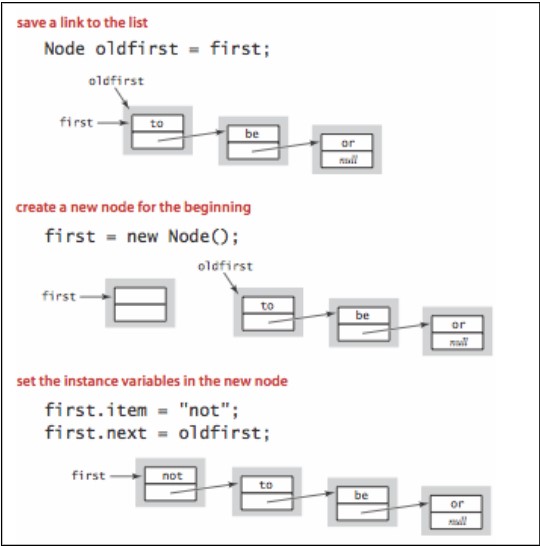 save a link to the list
Node oldfirst = first;
oldfirst
first
to
be
or
null
create a new node for the beginning
first = new Node();
oldfirst
first
to
be
or
null
set the instance variables in the new node
first.item = "not";
first.next = oldfirst;
first
not
to
be
or
null